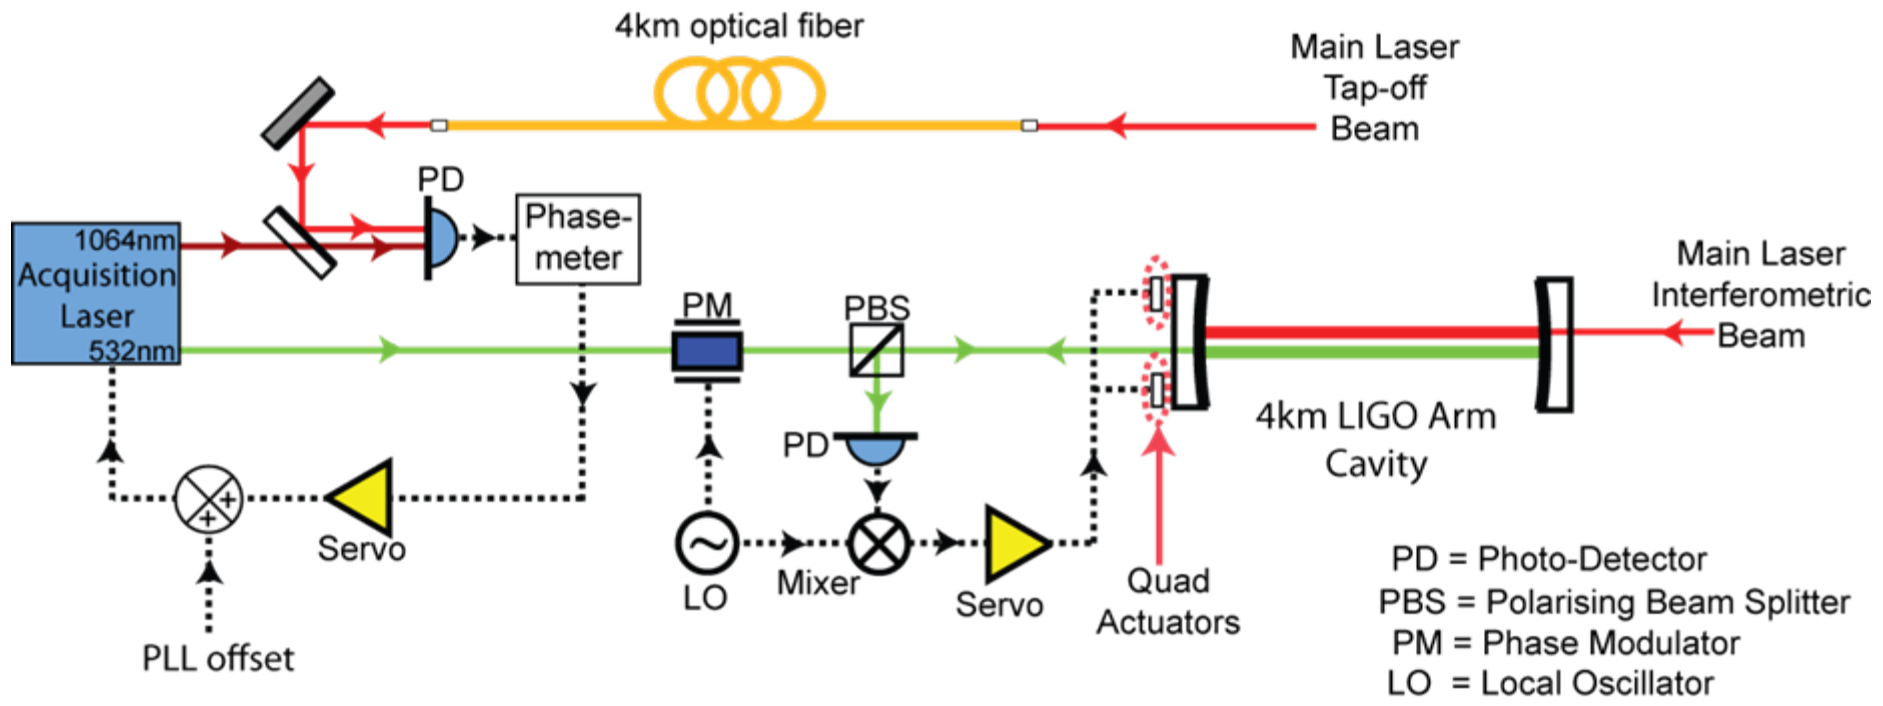 4km optical fiber
Main Laser
Tap-off
Beam
PD
Phase-
meter
1064nm
Acquisition
Laser
532nm
PM
PBS
Main Laser
Interferometric
Beam
4km LIGO Arm
Cavity
PD
Servo
LO
Mixer
Servo
Quad
Actuators
PLL offset
PD = Photo-Detector
PBS = Polarising Beam Splitter
PM = Phase Modulator
LO = Local Oscillator